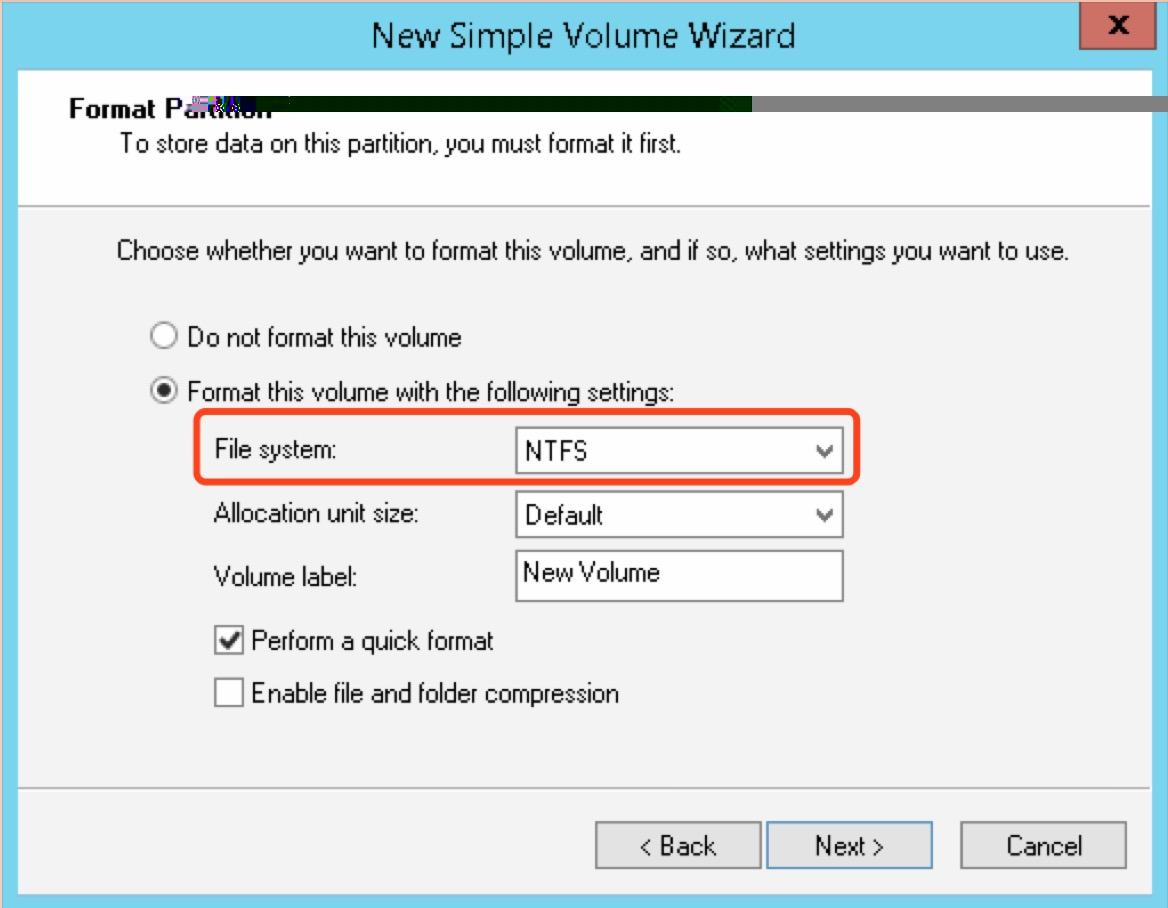 New Simple Volume Wizard
x
Format Partition
To store data on this partition, you must format it first.
Choose whether you want to format this volume, and if so, what settings you want to use.
Do not format this volume
Format this volume with the following settings:
File system: NTFS
Allocation unit size: Default
Volume label: New Volume
Perform a quick format
Enable file and folder compression
< Back Next > Cancel